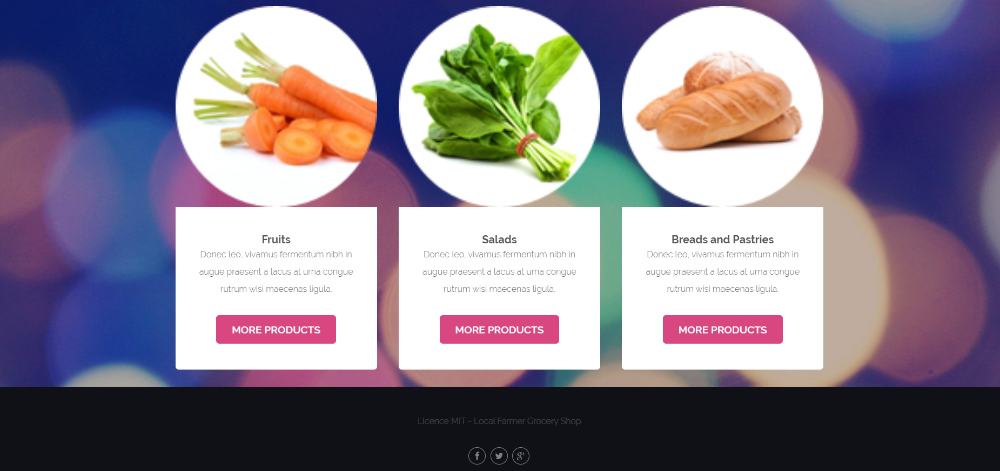 Fruits
Donec leo, vivamus fermentum nibh in
augue praesent a lacus at urna congue
rutrum wisi maecenas ligula.
MORE PRODUCTS
Salads
Donec leo, vivamus fermentum nibh in
augue praesent a lacus at urna congue
rutrum wisi maecenas ligula.
MORE PRODUCTS
Breads and Pastries
Donec leo, vivamus fermentum nibh in
augue praesent a lacus at urna congue
rutrum wisi maecenas ligula.
MORE PRODUCTS
Licence MIT - Local Farmer Grocery Shop